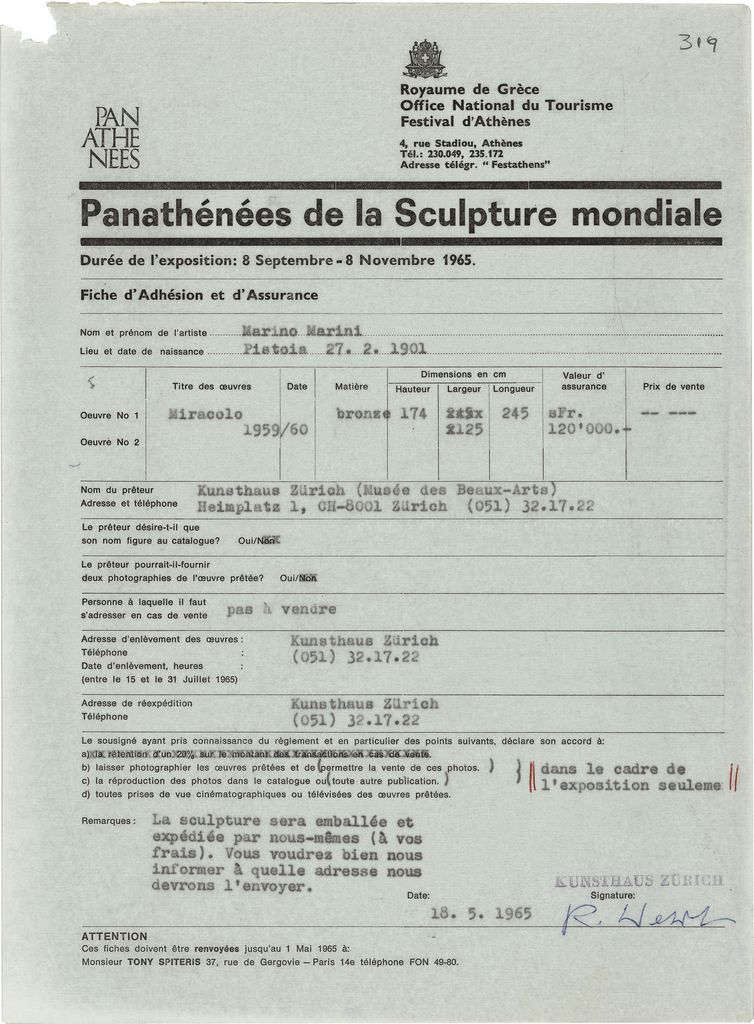 319
PAN
ATHE
NEES
Royaume de Grèce
Office National du Tourisme
Festival d'Athènes
4, rue Stadiou, Athènes
Tél.: 230.049, 235.172
Adresse télégr. “ Festathens”
Panathénées de la Sculpture mondiale
Durée de l'exposition: 8 Septembre - 8 Novembre 1965.
Fiche d'Adhésion et d'Assurance
Nom et prénom de l'artiste Marino Marini
Lieu et date de naissance Pistoia 27. 2. 1901
Titre des œuvres Date Matière Dimensions en cm Hauteur Largeur Longueur Valeur d' assurance Prix de vente
Oeuvre No 1 Miracolo bronze 174 245 sFr. -- ---
1959/60 125 120'000.-
Oeuvre No 2
Nom du prêteur Kunsthaus Zürich (Musée des Beaux-Arts)
Adresse et téléphone Heimplatz 1, CH-8001 Zürich (051) 32.17.22
Le prêteur désire-t-il que
son nom figure au catalogue? Oui/Non
Le prêteur pourrait-il-fournir
deux photographies de l'œuvre prêtée? Oui/Non
Personne à laquelle il faut
s'adresser en cas de vente pas à vendre
Adresse d'enlèvement des œuvres : Kunsthaus Zürich
Téléphone : (051) 32.17.22
Date d'enlèvement, heures :
(entre le 15 et le 31 Juillet 1965)
Adresse de réexpédition Kunsthaus Zürich
Téléphone (051) 32.17.22
Le sousigné ayant pris connaissance du règlement et en particulier des points suivants, déclare son accord à:
a) la rétention d'un 20% sur le montant des transactions en cas de vente.
b) laisser photographier les œuvres prêtées et de (permettre la vente de ces photos. )
c) la réproduction des photos dans le catalogue ou (toute autre publication. )
d) toutes prises de vue cinématographiques ou télévisées des œuvres prêtées.
dans le cadre de
l'exposition seuleme
Remarques : La sculpture sera emballée et
expédiée par nous-mêmes (à vos
frais). Vous voudrez bien nous
informer à quelle adresse nous
devrons l'envoyer.
KUNSTHAUS ZÜRICH
Date: Signature:
18. 5. 1965 R. Wehrli
ATTENTION
Ces fiches doivent être renvoyées jusqu'au 1 Mai 1965 à:
Monsieur TONY SPITERIS 37, rue de Gergovie – Paris 14e téléphone FON 49-80.